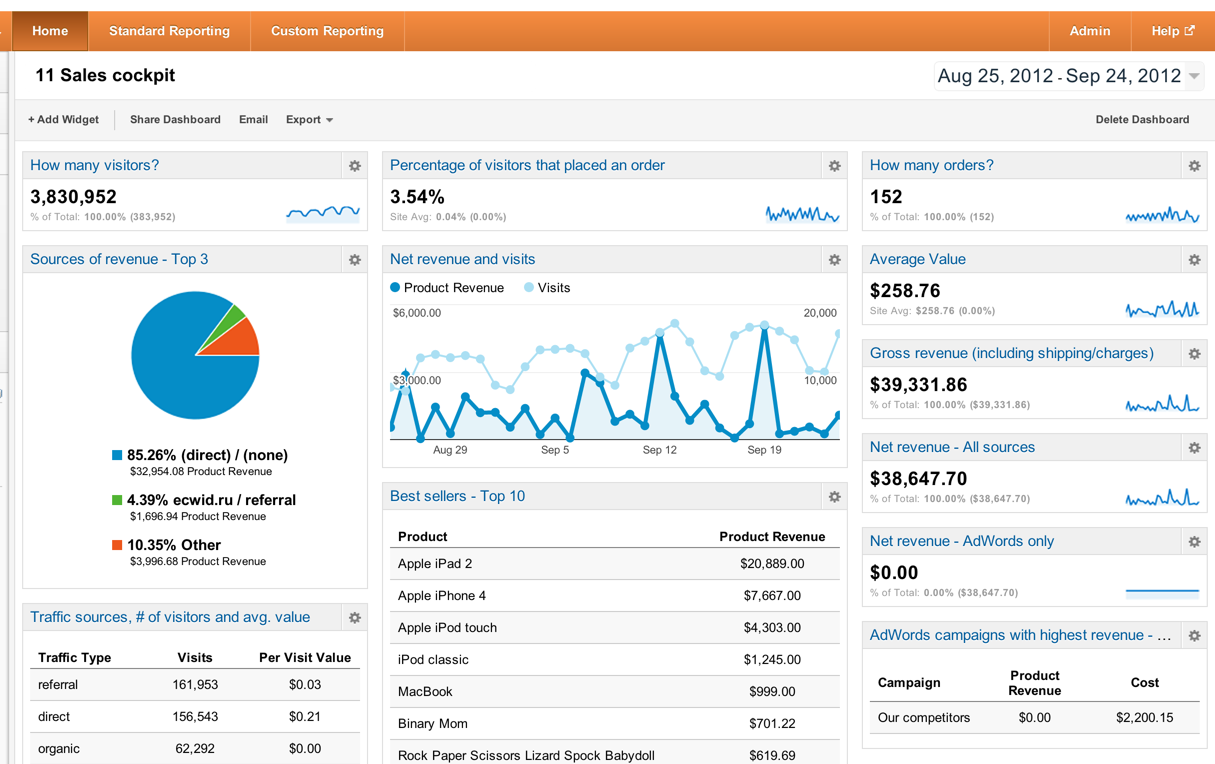 Home
Standard Reporting
Custom Reporting
Admin
Help
11 Sales cockpit
Aug 25, 2012 - Sep 24, 2012
+ Add Widget
Share Dashboard
Email
Export
Delete Dashboard
How many visitors?
3,830,952
% of Total: 100.00% (383,952)
Sources of revenue - Top 3
85.26% (direct) / (none)
$32,954.08 Product Revenue
4.39% ecwid.ru / referral
$1,696.94 Product Revenue
10.35% Other
$3,996.68 Product Revenue
Traffic sources, # of visitors and avg. value
Traffic Type Visits Per Visit Value
referral 161,953 $0.03
direct 156,543 $0.21
organic 62,292 $0.00
Percentage of visitors that placed an order
3.54%
Site Avg: 0.04% (0.00%)
Net revenue and visits
Product Revenue Visits
$6,000.00 20,000
$3,000.00 10,000
Aug 29 Sep 5 Sep 12 Sep 19
Best sellers - Top 10
Product Product Revenue
Apple iPad 2 $20,889.00
Apple iPhone 4 $7,667.00
Apple iPod touch $4,303.00
iPod classic $1,245.00
MacBook $999.00
Binary Mom $701.22
Rock Paper Scissors Lizard Spock Babydoll $619.69
How many orders?
152
% of Total: 100.00% (152)
Average Value
$258.76
Site Avg: $258.76 (0.00%)
Gross revenue (including shipping/charges)
$39,331.86
% of Total: 100.00% ($39,331.86)
Net revenue - All sources
$38,647.70
% of Total: 100.00% ($38,647.70)
Net revenue - AdWords only
$0.00
% of Total: 0.00% ($38,647.70)
AdWords campaigns with highest revenue - ...
Campaign Product Revenue Cost
Our competitors $0.00 $2,200.15